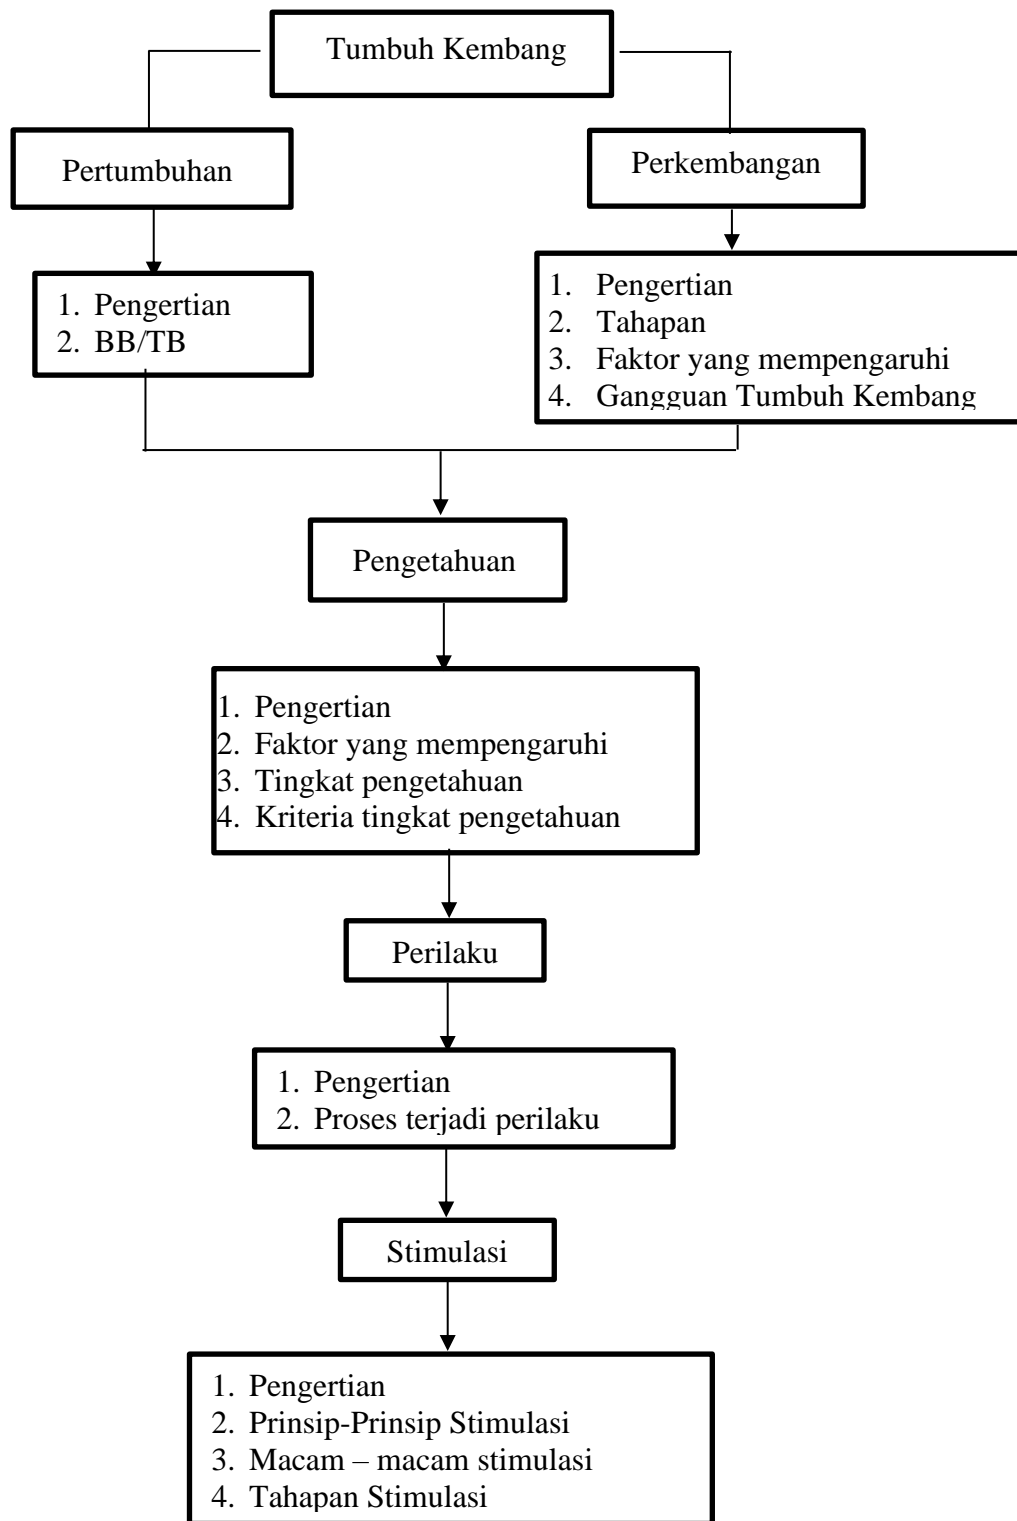 Tumbuh Kembang
Pertumbuhan
Perkembangan
1. Pengertian
2. BB/TB
1. Pengertian
2. Tahapan
3. Faktor yang mempengaruhi
4. Gangguan Tumbuh Kembang
Pengetahuan
1. Pengertian
2. Faktor yang mempengaruhi
3. Tingkat pengetahuan
4. Kriteria tingkat pengetahuan
Perilaku
1. Pengertian
2. Proses terjadi perilaku
Stimulasi
1. Pengertian
2. Prinsip-Prinsip Stimulasi
3. Macam – macam stimulasi
4. Tahapan Stimulasi